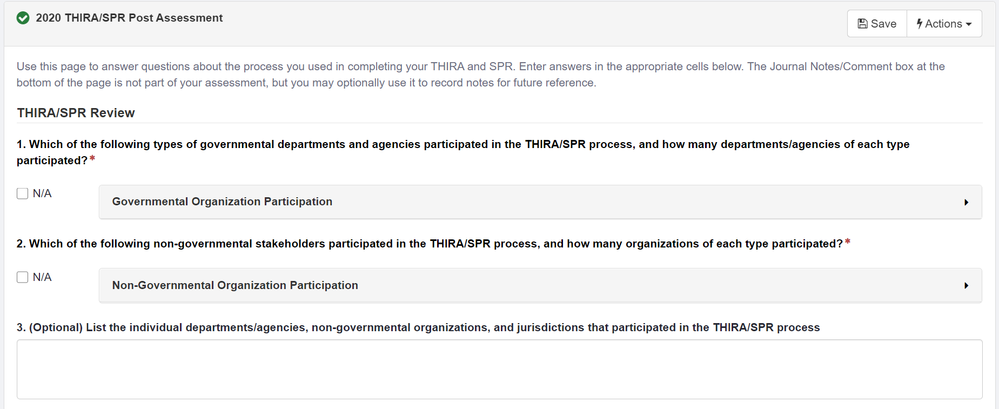 2020 THIRA/SPR Post Assessment
Save
Actions
Use this page to answer questions about the process you used in completing your THIRA and SPR. Enter answers in the appropriate cells below. The Journal Notes/Comment box at the
bottom of the page is not part of your assessment, but you may optionally use it to record notes for future reference.
THIRA/SPR Review
1. Which of the following types of governmental departments and agencies participated in the THIRA/SPR process, and how many departments/agencies of each type
participated?*
N/A
Governmental Organization Participation
2. Which of the following non-governmental stakeholders participated in the THIRA/SPR process, and how many organizations of each type participated?*
N/A
Non-Governmental Organization Participation
3. (Optional) List the individual departments/agencies, non-governmental organizations, and jurisdictions that participated in the THIRA/SPR process